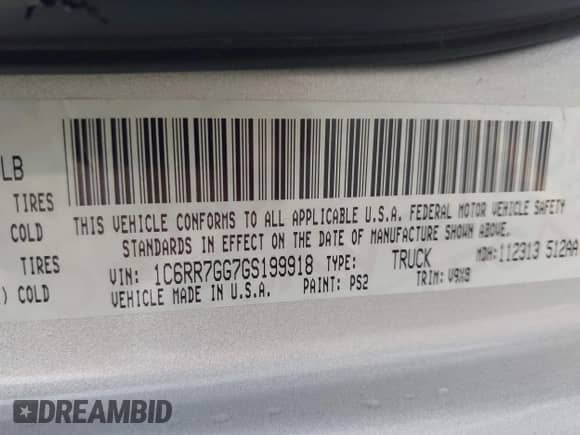 LB
TIRES
COLD
TIRES
) COLD
THIS VEHICLE CONFORMS TO ALL APPLICABLE U.S.A. FEDERAL MOTOR VEHICLE SAFETY
STANDARDS IN EFFECT ON THE DATE OF MANUFACTURE SHOWN ABOVE.
VIN: 1C6RR7GG7GS199918 TYPE: TRUCK MDH: 112313 512AA
VEHICLE MADE IN U.S.A. PAINT: PS2 TRIM: V9X8
DREAMBID